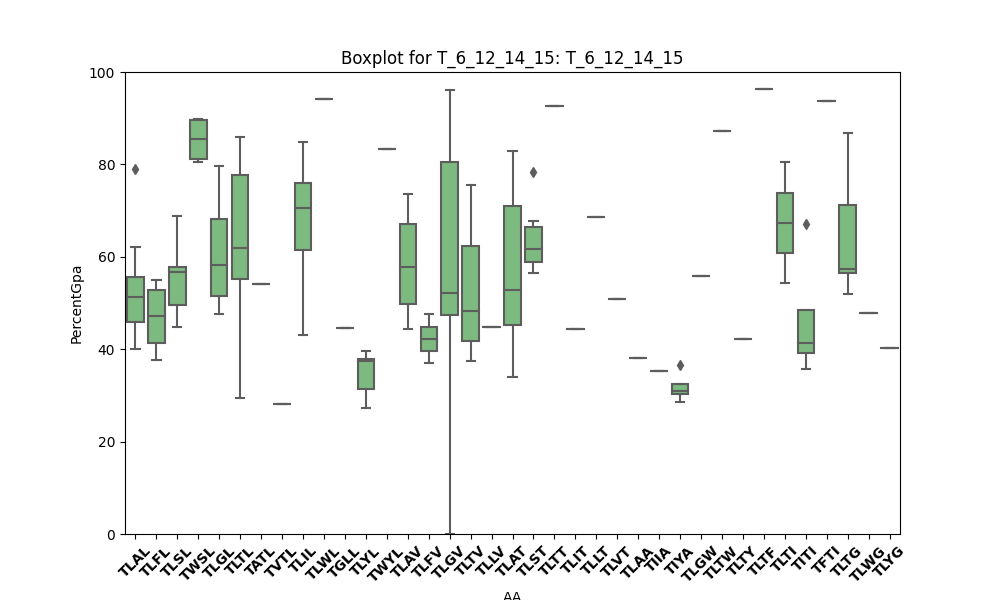 Boxplot for T_6_12_14_15: T_6_12_14_15
100
80
60
40
20
0
PercentGpa
TLAL TLFL TLSL TWSL TLGL TLTL TATL TVTL TLIL TLWL TGLL TLYL TWYL TLAV TLFV TLGV TLTV TLLV TLAT TLST TLTT TLIT TLLT TLVT TLAA TIIA TIYA TLGW TLTW TLTY TLTF TLTI TITI TFTI TLTG TLWG TLYG
AA